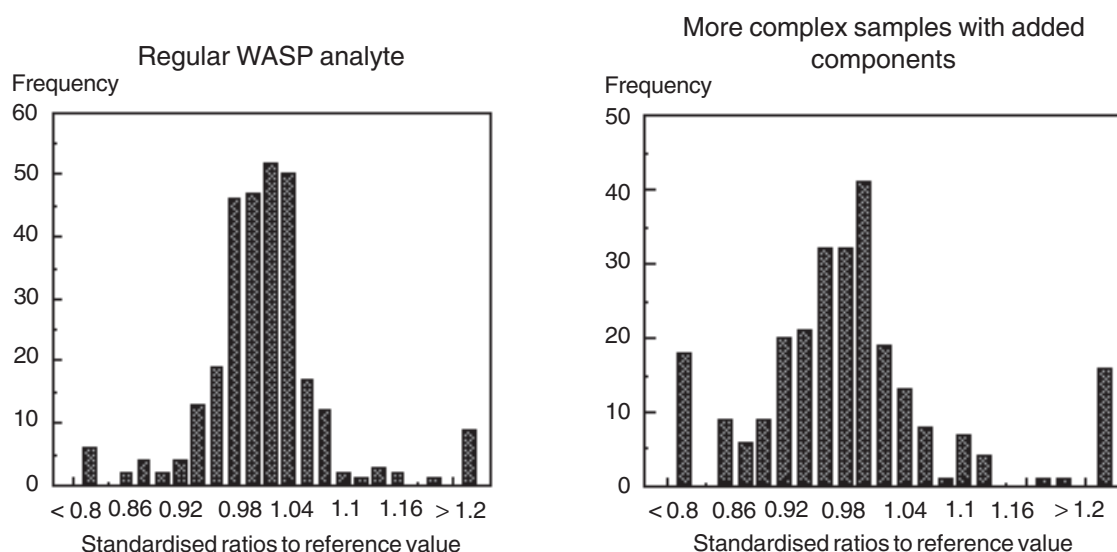 Regular WASP analyte
Frequency
60
50
40
30
20
10
0
< 0.8 0.86 0.92 0.98 1.04 1.1 1.16 > 1.2
Standardised ratios to reference value
More complex samples with added
components
Frequency
50
40
30
20
10
0
< 0.8 0.86 0.92 0.98 1.04 1.1 1.16 > 1.2
Standardised ratios to reference value